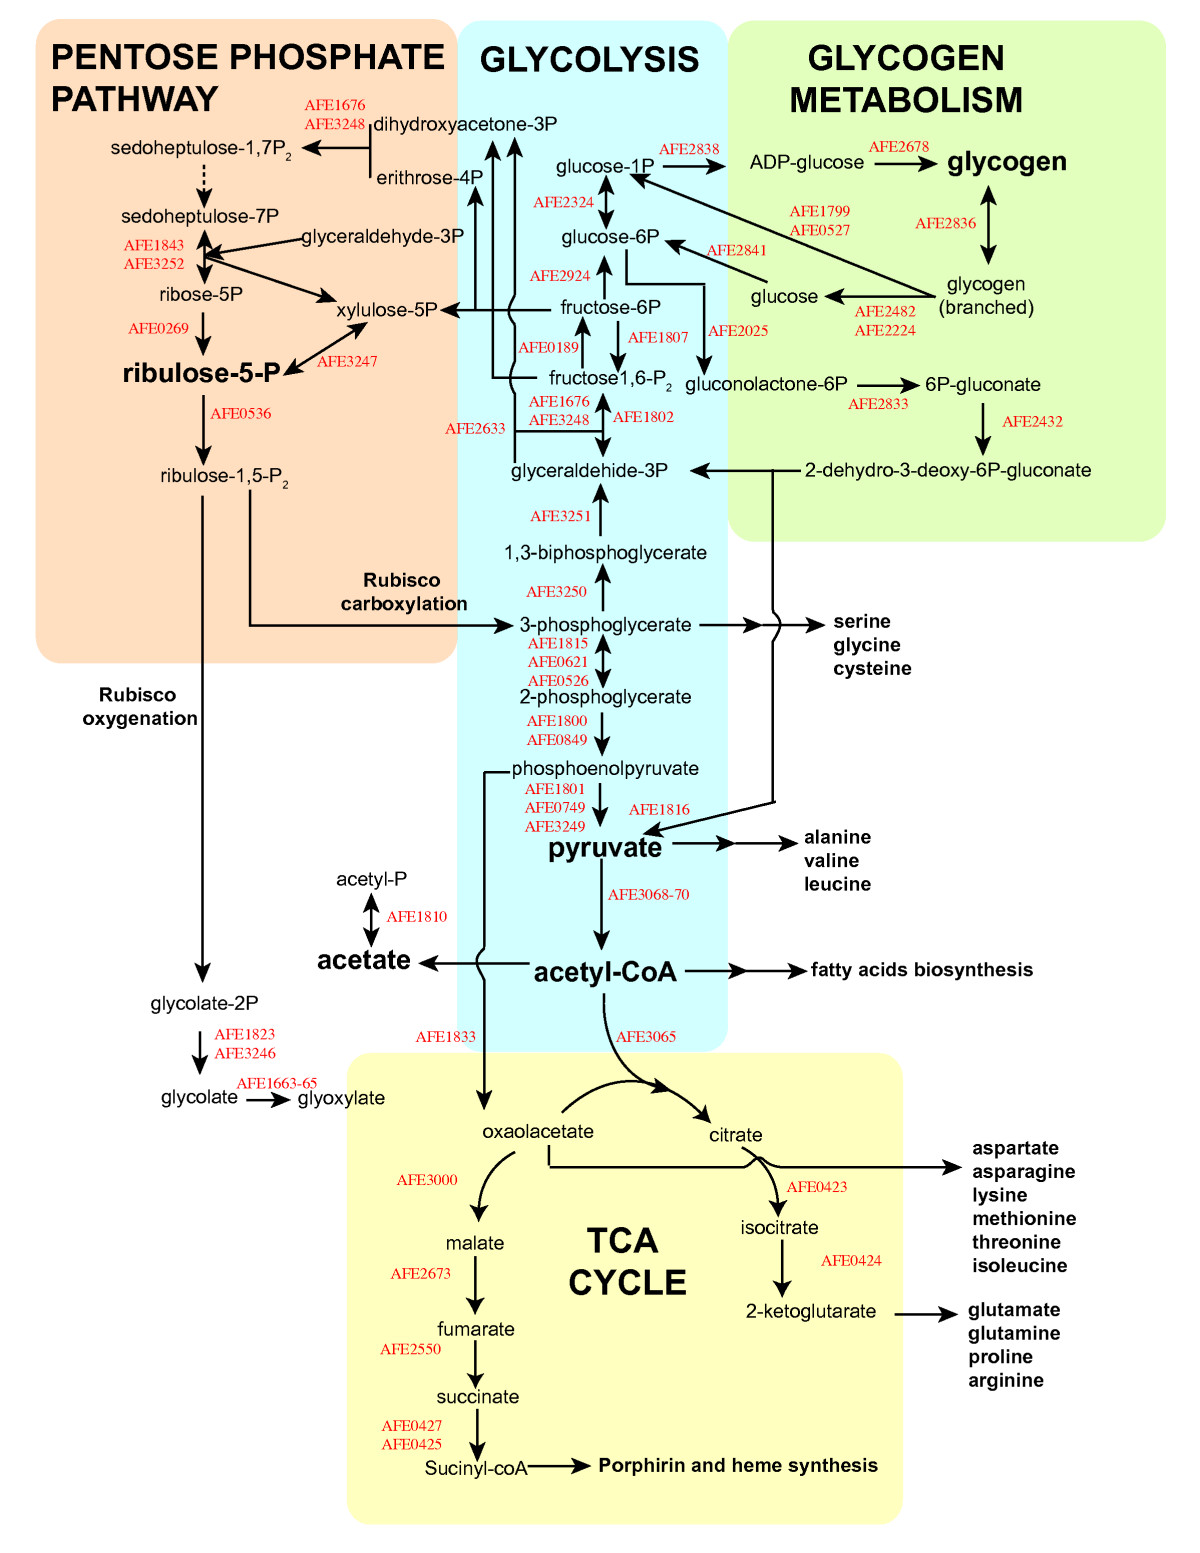 PENTOSE PHOSPHATE
PATHWAY
GLYCOLYSIS
GLYCOGEN
METABOLISM
AFE1676
AFE3248
dihydroxyacetone-3P
sedoheptulose-1,7P2
erithrose-4P
glucose-1P
AFE2838
ADP-glucose
AFE2678
glycogen
sedoheptulose-7P
AFE2324
AFE1799
AFE0527
AFE2836
AFE1843
AFE3252
glyceraldehyde-3P
glucose-6P
AFE2841
ribose-5P
AFE2924
glucose
glycogen
(branched)
xylulose-5P
fructose-6P
AFE2482
AFE2224
AFE0269
AFE0189
AFE1807
AFE2025
AFE3247
ribulose-5-P
fructose1,6-P2
gluconolactone-6P
6P-gluconate
AFE2833
AFE0536
AFE1676
AFE3248
AFE1802
AFE2633
AFE2432
ribulose-1,5-P2
glyceraldehide-3P
2-dehydro-3-deoxy-6P-gluconate
AFE3251
1,3-biphosphoglycerate
Rubisco
carboxylation
AFE3250
3-phosphoglycerate
serine
glycine
cysteine
AFE1815
AFE0621
AFE0526
2-phosphoglycerate
Rubisco
oxygenation
AFE1800
AFE0849
phosphoenolpyruvate
AFE1801
AFE0749
AFE3249
AFE1816
pyruvate
alanine
valine
leucine
acetyl-P
AFE3068-70
AFE1810
acetate
acetyl-CoA
fatty acids biosynthesis
glycolate-2P
AFE1823
AFE3246
AFE1833
AFE3065
AFE1663-65
glycolate
glyoxylate
oxaolacetate
citrate
aspartate
asparagine
lysine
methionine
threonine
isoleucine
AFE3000
AFE0423
isocitrate
malate
TCA
CYCLE
AFE0424
AFE2673
2-ketoglutarate
glutamate
glutamine
proline
arginine
fumarate
AFE2550
succinate
AFE0427
AFE0425
Sucinyl-coA
Porphirin and heme synthesis